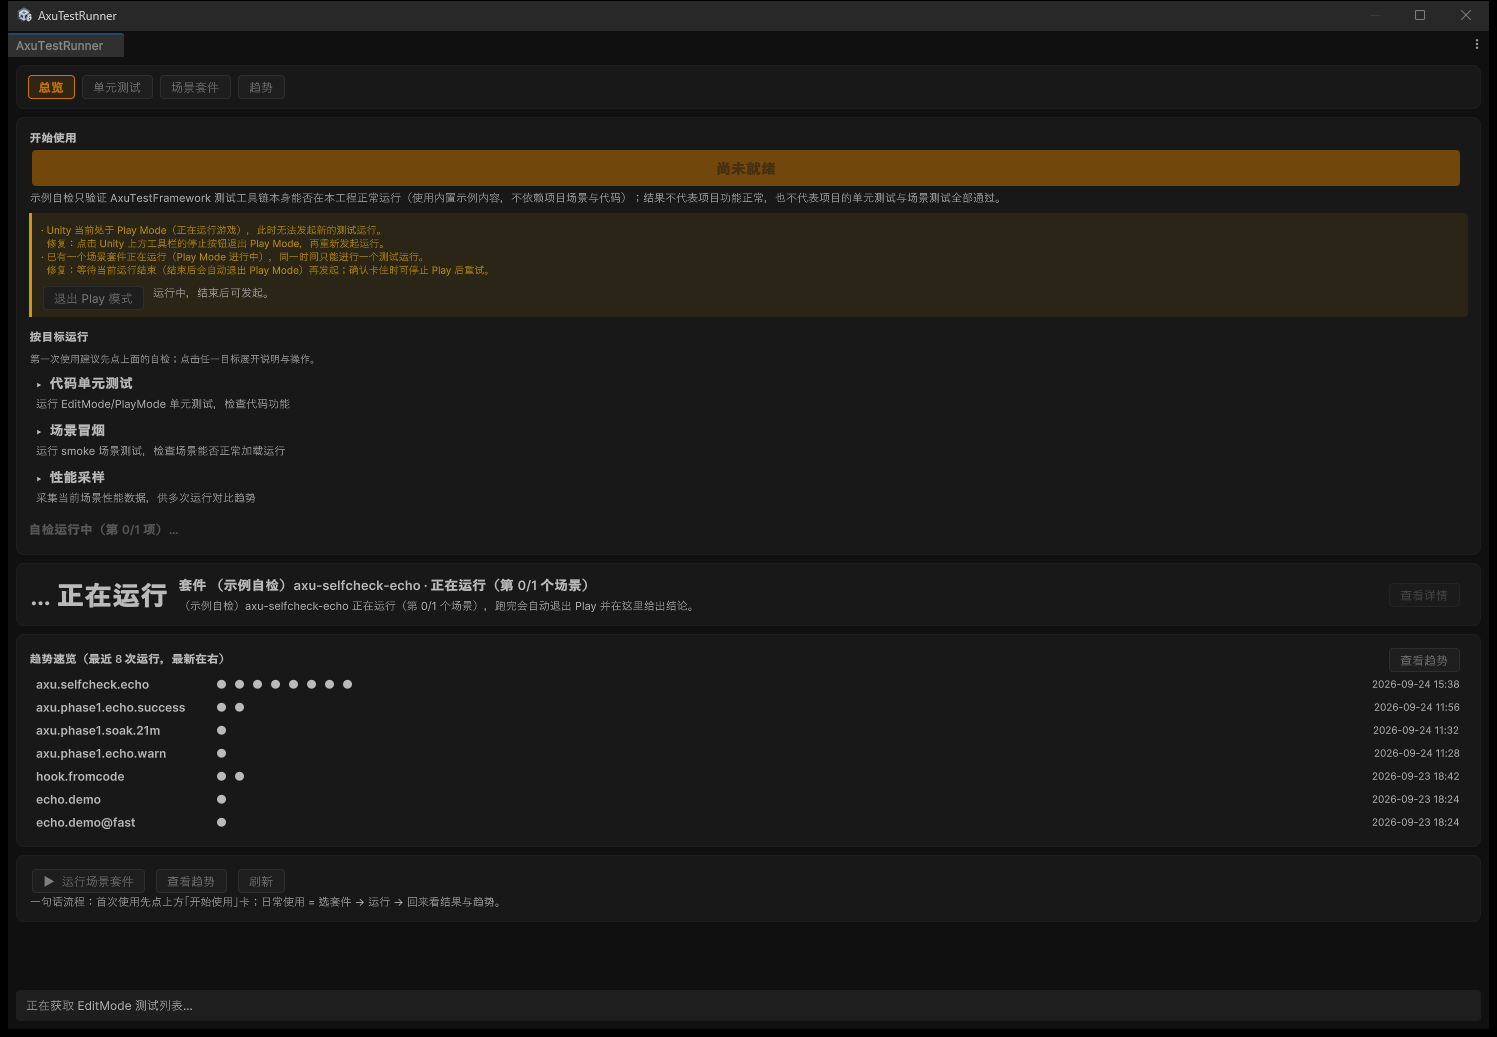 AxuTestRunner
AxuTestRunner
总览 单元测试 场景套件 趋势
开始使用
尚未就绪
示例自检只验证 AxuTestFramework 测试工具链本身能否在本工程正常运行（使用内置示例内容，不依赖项目场景与代码）；结果不代表项目功能正常，也不代表项目的单元测试与场景测试全部通过。
· Unity 当前处于 Play Mode（正在运行游戏），此时无法发起新的测试运行。
修复：点击 Unity 上方工具栏的停止按钮退出 Play Mode，再重新发起运行。
· 已有一个场景套件正在运行（Play Mode 进行中），同一时间只能进行一个测试运行。
修复：等待当前运行结束（结束后会自动退出 Play Mode）再发起；确认卡住时可停止 Play 后重试。
退出 Play 模式 运行中，结束后可发起。
按目标运行
第一次使用建议先点上面的自检；点击任一目标展开说明与操作。
▸ 代码单元测试
运行 EditMode/PlayMode 单元测试，检查代码功能
▸ 场景冒烟
运行 smoke 场景测试，检查场景能否正常加载运行
▸ 性能采样
采集当前场景性能数据，供多次运行对比趋势
自检运行中（第 0/1 项）...
... 正在运行
套件 （示例自检）axu-selfcheck-echo · 正在运行（第 0/1 个场景）
（示例自检）axu-selfcheck-echo 正在运行（第 0/1 个场景），跑完会自动退出 Play 并在这里给出结论。
查看详情
趋势速览（最近 8 次运行，最新在右）
查看趋势
axu.selfcheck.echo 2026-09-24 15:38
axu.phase1.echo.success 2026-09-24 11:56
axu.phase1.soak.21m 2026-09-24 11:32
axu.phase1.echo.warn 2026-09-24 11:28
hook.fromcode 2026-09-23 18:42
echo.demo 2026-09-23 18:24
echo.demo@fast 2026-09-23 18:24
▶ 运行场景套件 查看趋势 刷新
一句话流程：首次使用先点上方「开始使用」卡；日常使用 = 选套件 → 运行 → 回来看结果与趋势。
正在获取 EditMode 测试列表...